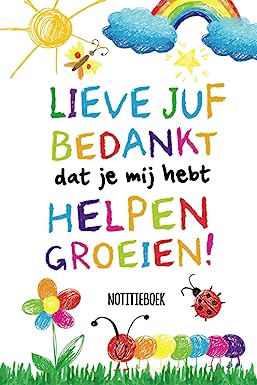 LIEVE JUF
BEDANKT
dat je mij hebt
HELPEN
GROEIEN!
NOTITIEBOEK